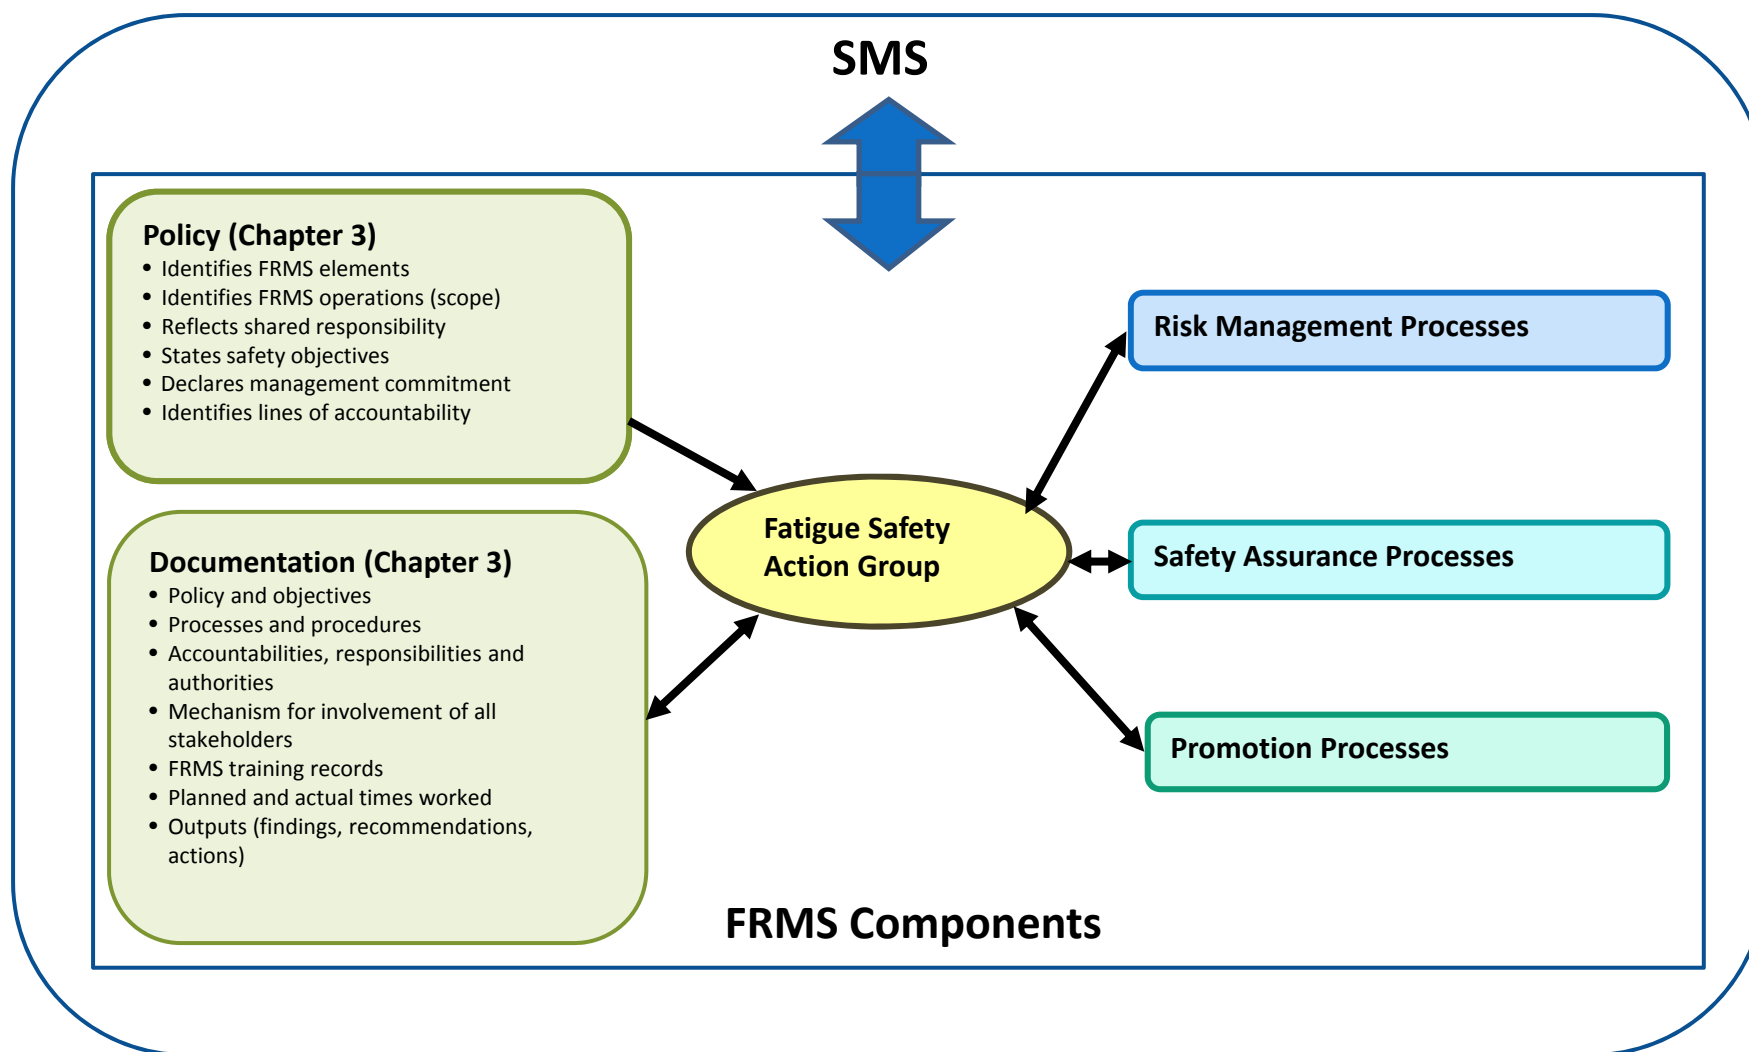 SMS
Policy (Chapter 3)
• Identifies FRMS elements
• Identifies FRMS operations (scope)
• Reflects shared responsibility
• States safety objectives
• Declares management commitment
• Identifies lines of accountability
Documentation (Chapter 3)
• Policy and objectives
• Processes and procedures
• Accountabilities, responsibilities and
authorities
• Mechanism for involvement of all
stakeholders
• FRMS training records
• Planned and actual times worked
• Outputs (findings, recommendations,
actions)
Fatigue Safety
Action Group
Risk Management Processes
Safety Assurance Processes
Promotion Processes
FRMS Components